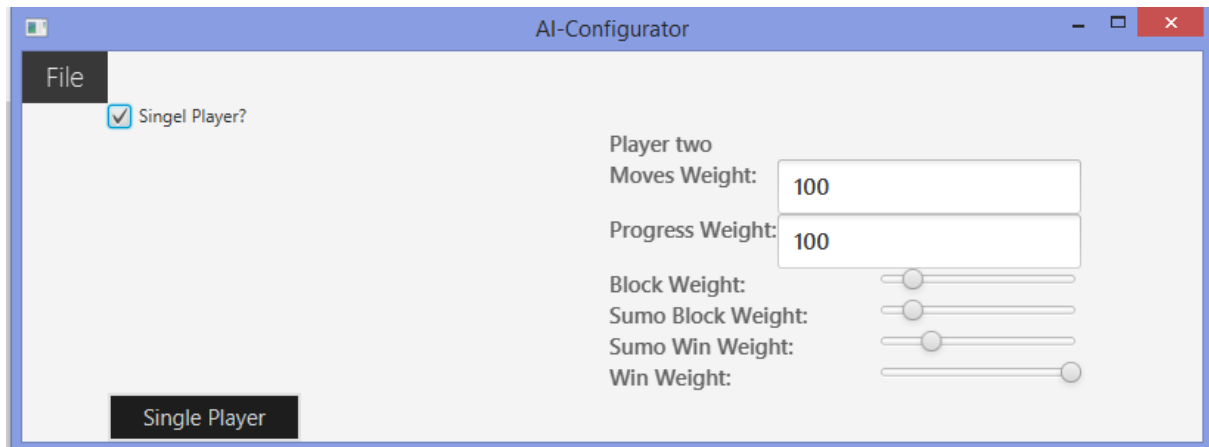 AI-Configurator
File
Singel Player?
Player two
Moves Weight: 100
Progress Weight: 100
Block Weight:
Sumo Block Weight:
Sumo Win Weight:
Win Weight:
Single Player